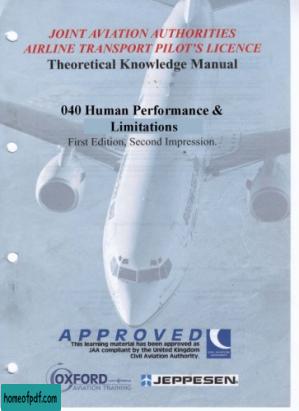 JOINT AVIATION AUTHORITIES
AIRLINE TRANSPORT PILOT'S LICENCE
Theoretical Knowledge Manual
040 Human Performance &
Limitations
First Edition, Second Impression.
APPROVED
This learning material has been approved as
JAA compliant by the United Kingdom
Civil Aviation Authority.
OXFORD
AVIATION TRAINING
JEPPESEN
homeofpdf.com